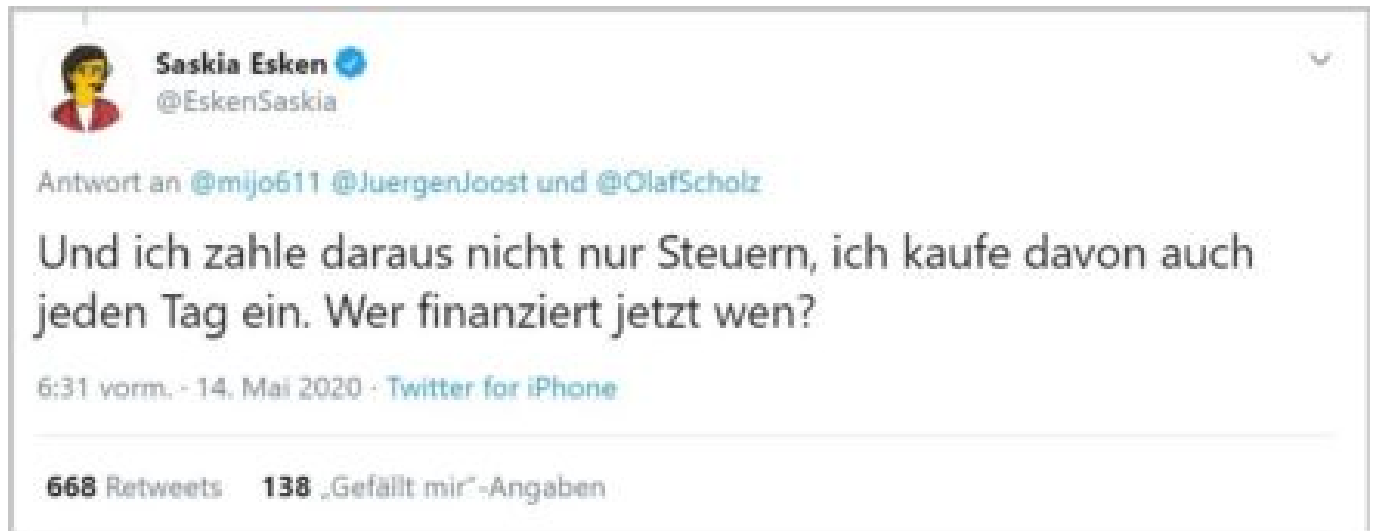 Saskia Esken
@EskenSaskia
Antwort an @mijo611 @JuergenJoost und @OlafScholz
Und ich zahle daraus nicht nur Steuern, ich kaufe davon auch
jeden Tag ein. Wer finanziert jetzt wen?
6:31 vorm. · 14. Mai 2020 · Twitter for iPhone
668 Retweets 138 „Gefällt mir“-Angaben